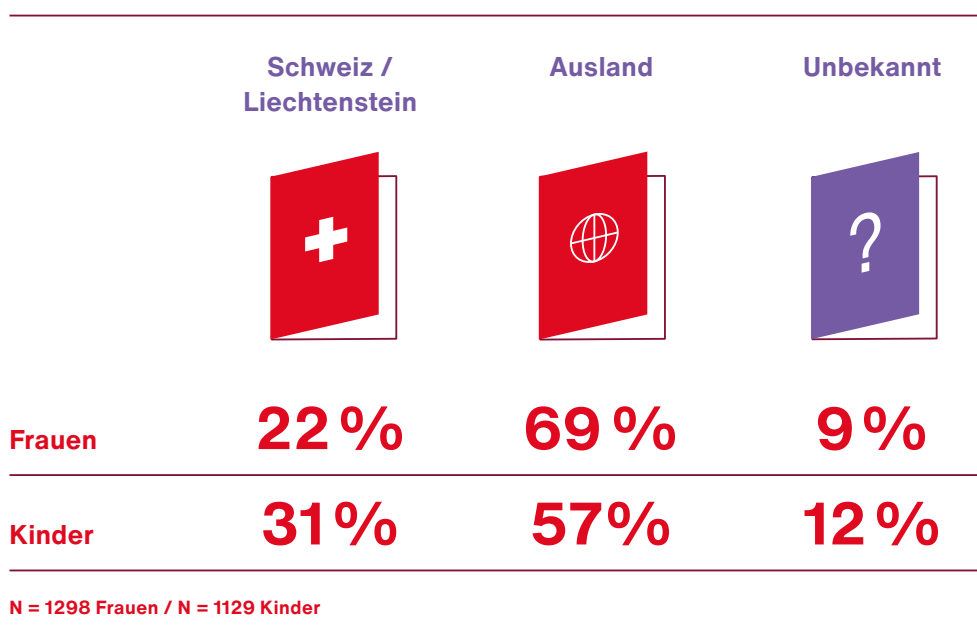 Schweiz /
Liechtenstein
Ausland
Unbekannt
?
Frauen 22 % 69 % 9 %
Kinder 31 % 57 % 12 %
N = 1298 Frauen / N = 1129 Kinder